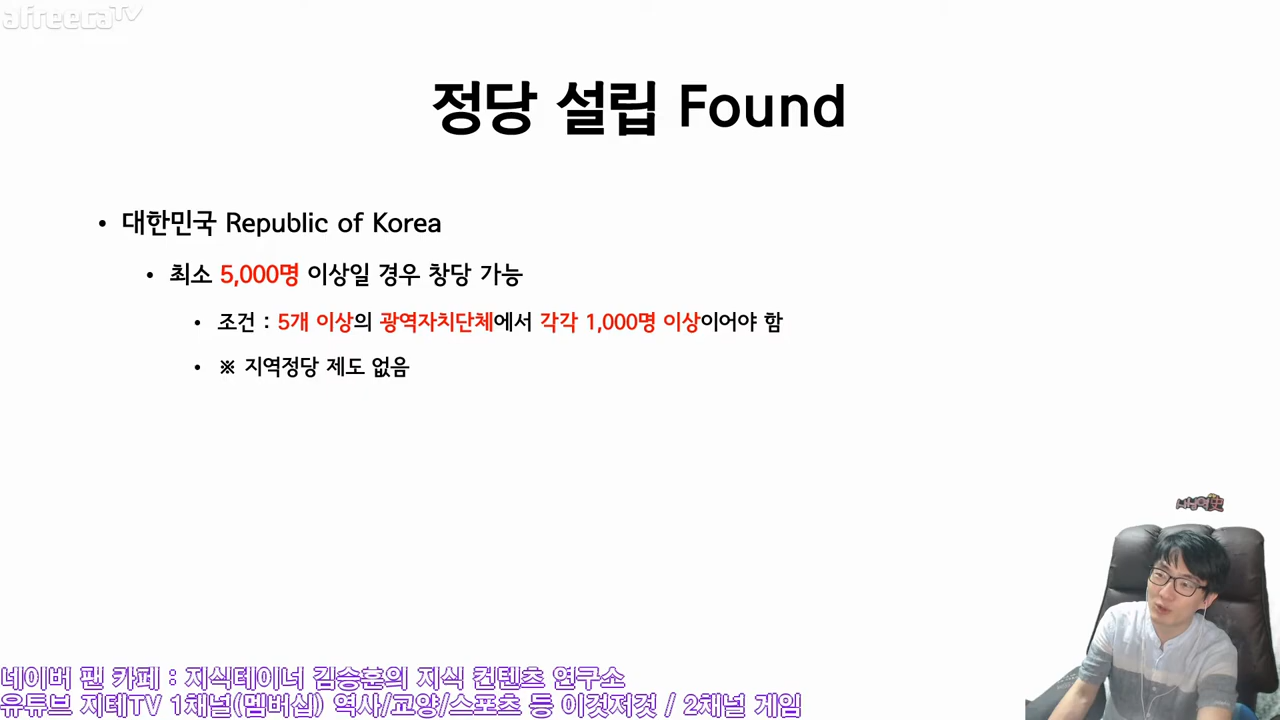 afreecaTV
정당 설립 Found
• 대한민국 Republic of Korea
• 최소 5,000명 이상일 경우 창당 가능
• 조건 : 5개 이상의 광역자치단체에서 각각 1,000명 이상이어야 함
• ※ 지역정당 제도 없음
네이버 팬 카페 : 지식테이너 김승훈의 지식 컨텐츠 연구소
유튜브 지테TV 1채널(멤버십) 역사/교양/스포츠 등 이것저것 / 2채널 게임